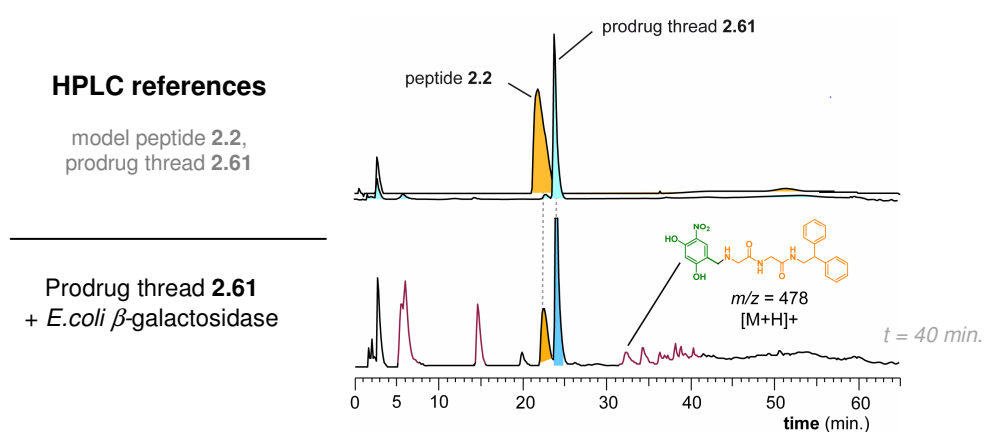 prodrug thread 2.61
HPLC references
peptide 2.2
model peptide 2.2,
prodrug thread 2.61
NO2
HO
H
N
O
N
H
O
H
N
OH
Prodrug thread 2.61
+ E.coli β-galactosidase
m/z = 478
[M+H]+
t = 40 min.
0 5 10 20 30 40 50 60
time (min.)